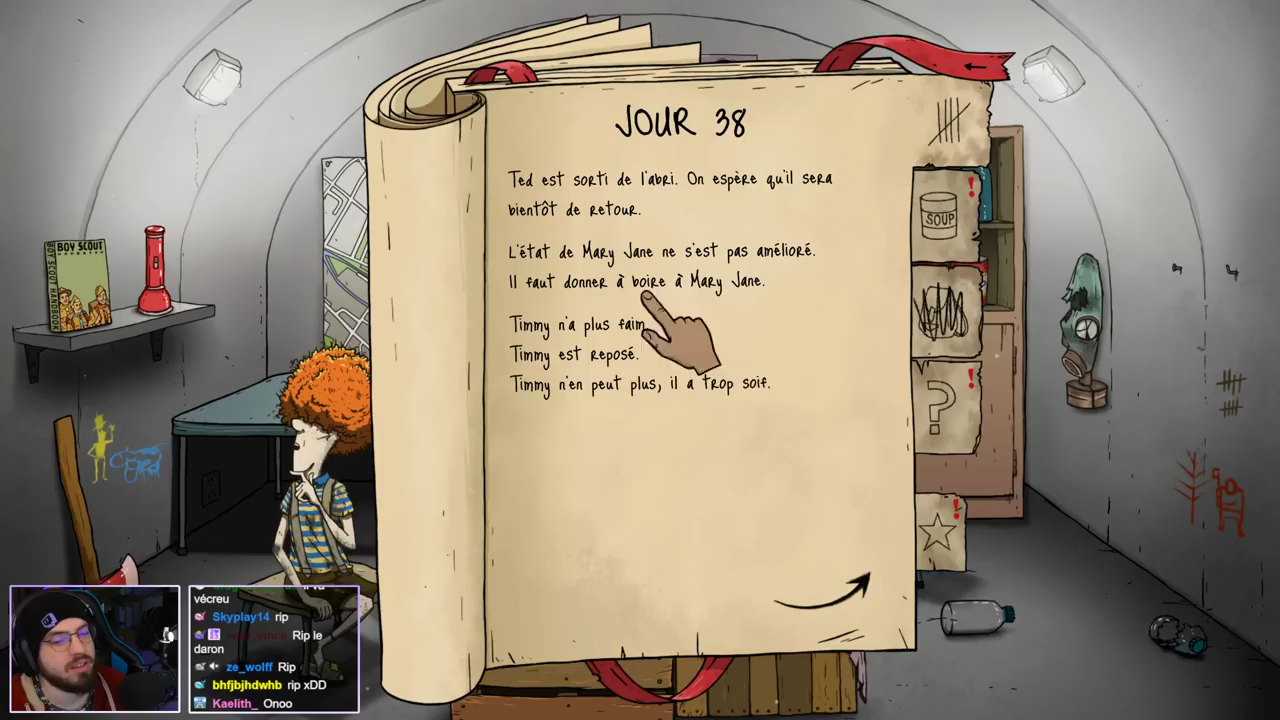 JOUR 38
Ted est sorti de l'abri. On espère qu'il sera
bientôt de retour.
L'état de Mary Jane ne s'est pas amélioré.
Il faut donner à boire à Mary Jane.
Timmy n'a plus faim
Timmy est reposé.
Timmy n'en peut plus, il a trop soif.
SOUP
!
!
?
!
BOY SCOUT
BOY SCOUT HANDBOOK
vécreu
Skyplay14 rip
Rip le
daron
ze_wolff Rip
bhfjbjhdwhb rip xDD
Kaelith_ Onoo